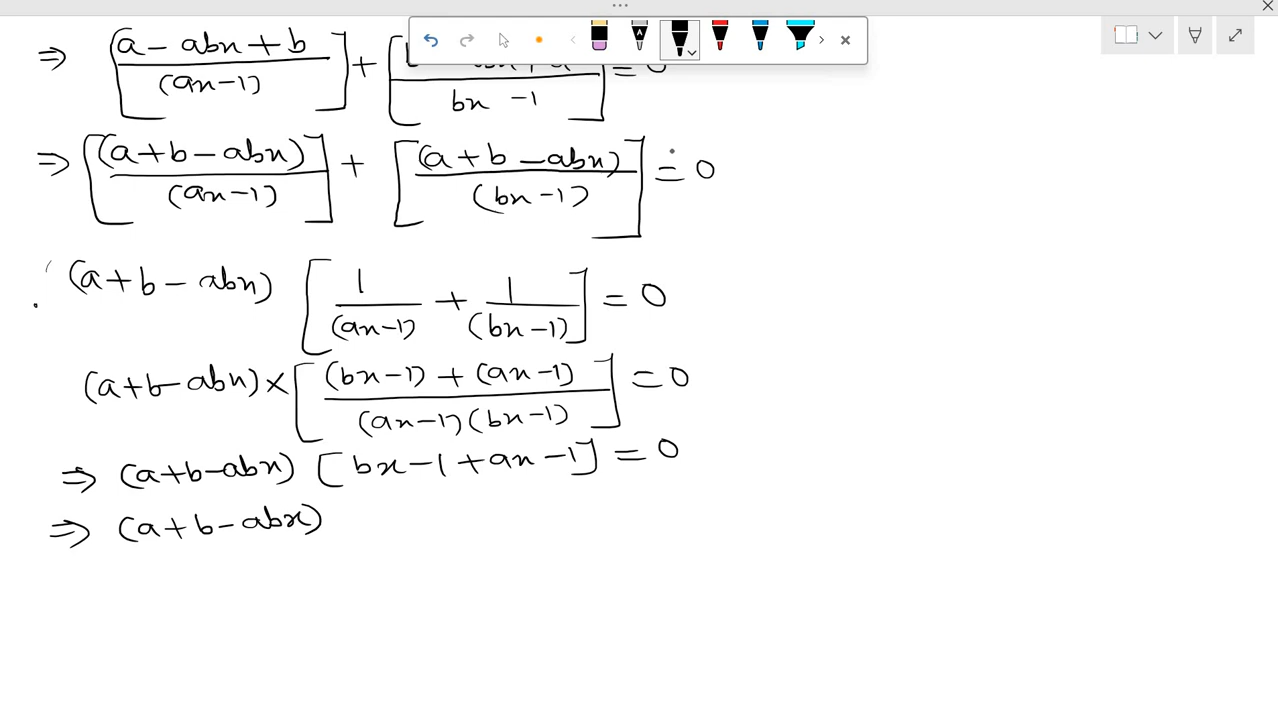 ⇒ [(a - abx + b)/(ax-1)] + [/bx -1] = 0
⇒ [(a+b-abx)/(ax-1)] + [(a+b-abx)/(bx-1)] = 0
(a+b-abx) [1/(ax-1) + 1/(bx-1)] = 0
(a+b-abx) × [(bx-1)+(ax-1)/(ax-1)(bx-1)] = 0
⇒ (a+b-abx) [bx-1+ax-1] = 0
⇒ (a+b-abx)